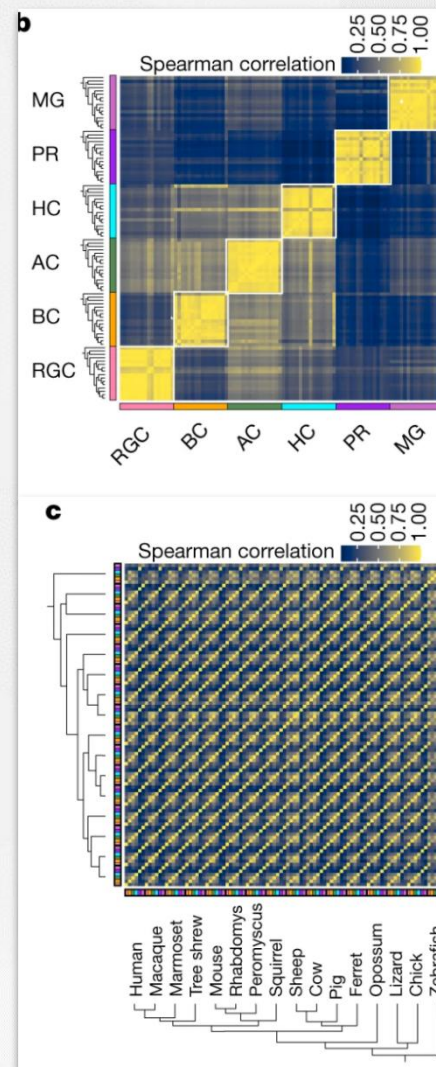 b
0.25
0.50
0.75
1.00
Spearman correlation
MG
PR
HC
AC
BC
RGC
RGC
BC
AC
HC
PR
MG
c
0.25
0.50
0.75
1.00
Spearman correlation
Human
Macaque
Marmoset
Tree shrew
Mouse
Rhabdomys
Peromyscus
Squirrel
Sheep
Cow
Pig
Ferret
Opossum
Lizard
Chick
Zebrafish